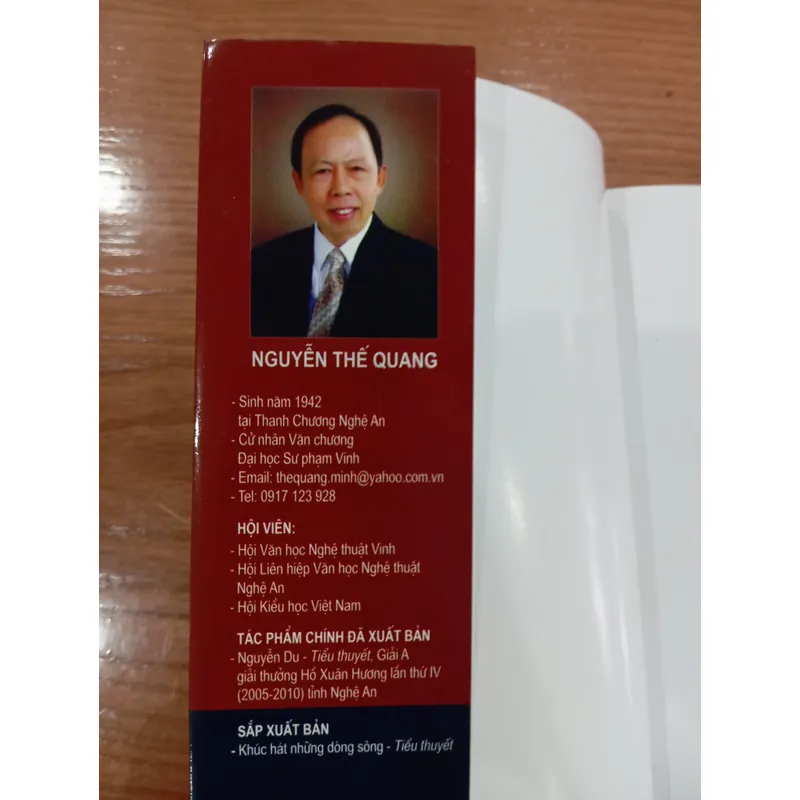 NGUYỄN THẾ QUANG
- Sinh năm 1942
tại Thanh Chương Nghệ An
- Cử nhân Văn chương
Đại học Sư phạm Vinh
- Email: thequang.minh@yahoo.com.vn
- Tel: 0917 123 928
HỘI VIÊN:
- Hội Văn học Nghệ thuật Vinh
- Hội Liên hiệp Văn học Nghệ thuật
Nghệ An
- Hội Kiều học Việt Nam
TÁC PHẨM CHÍNH ĐÃ XUẤT BẢN
- Nguyễn Du - Tiểu thuyết, Giải A
giải thưởng Hồ Xuân Hương lần thứ IV
(2005-2010) tỉnh Nghệ An
SẮP XUẤT BẢN
- Khúc hát những dòng sông - Tiểu thuyết